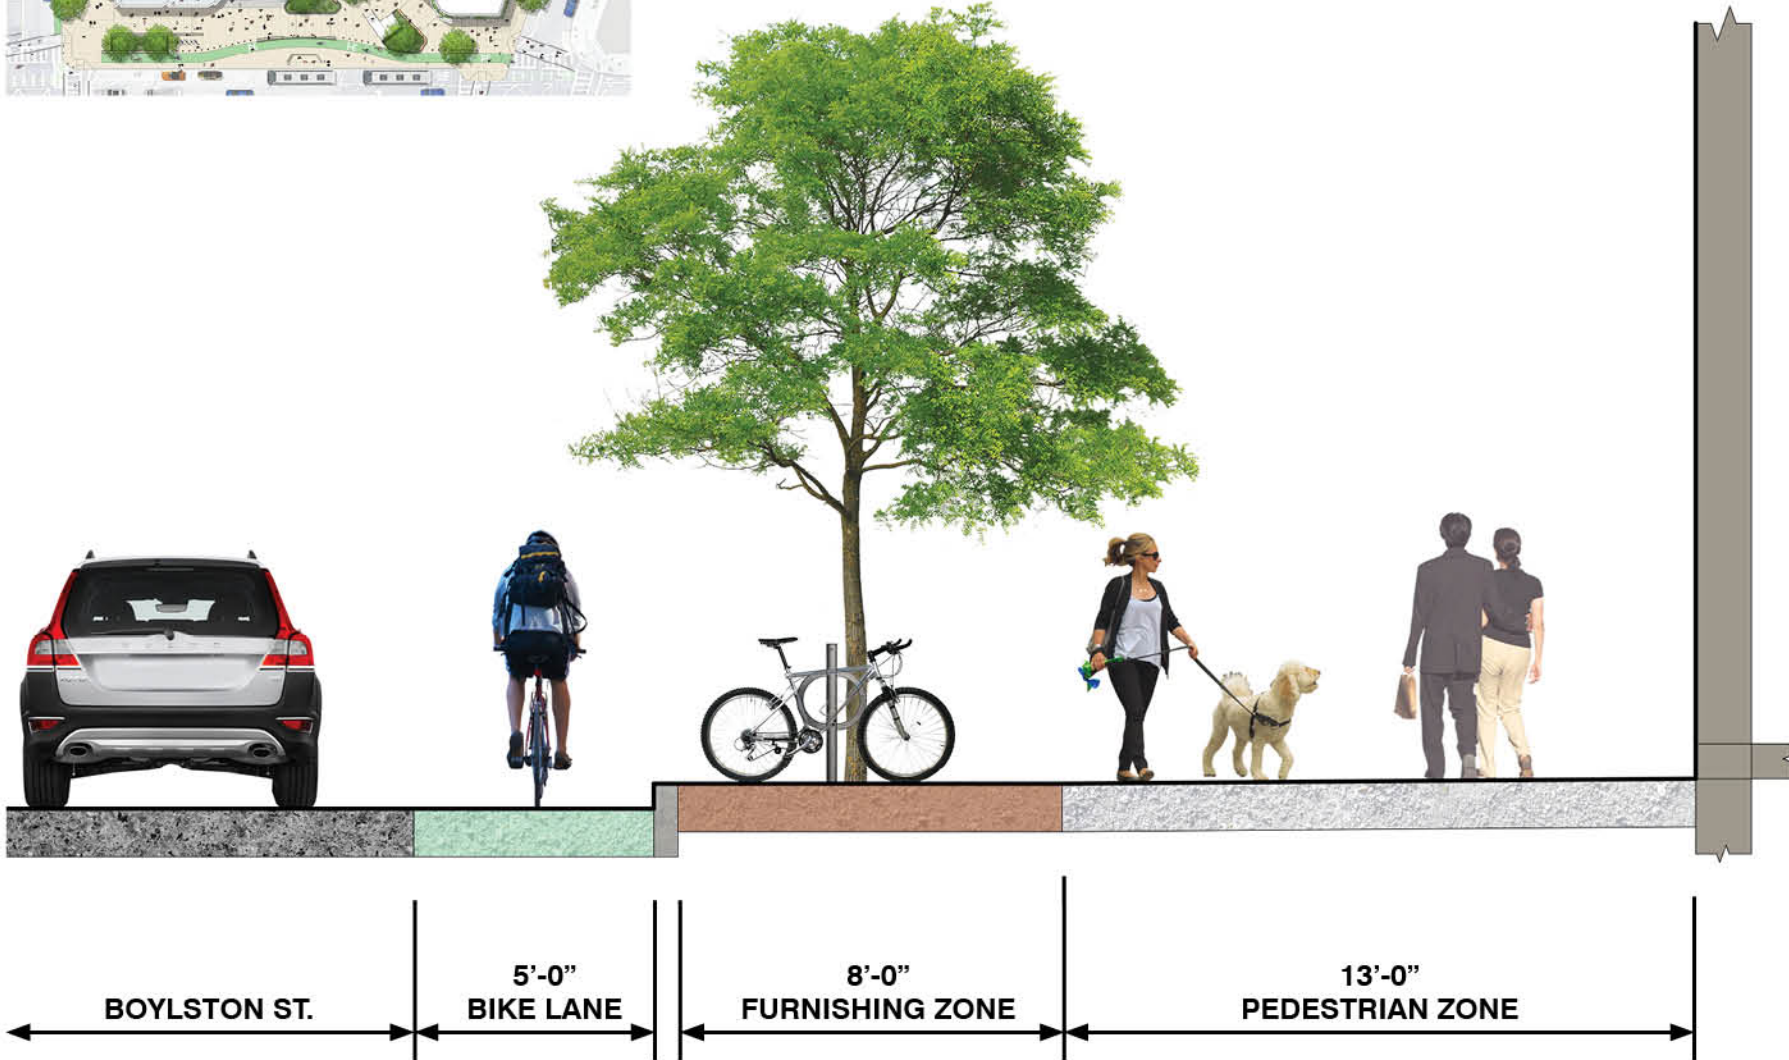 BOYLSTON ST.
5’-0”
BIKE LANE
8’-0”
FURNISHING ZONE
13’-0”
PEDESTRIAN ZONE